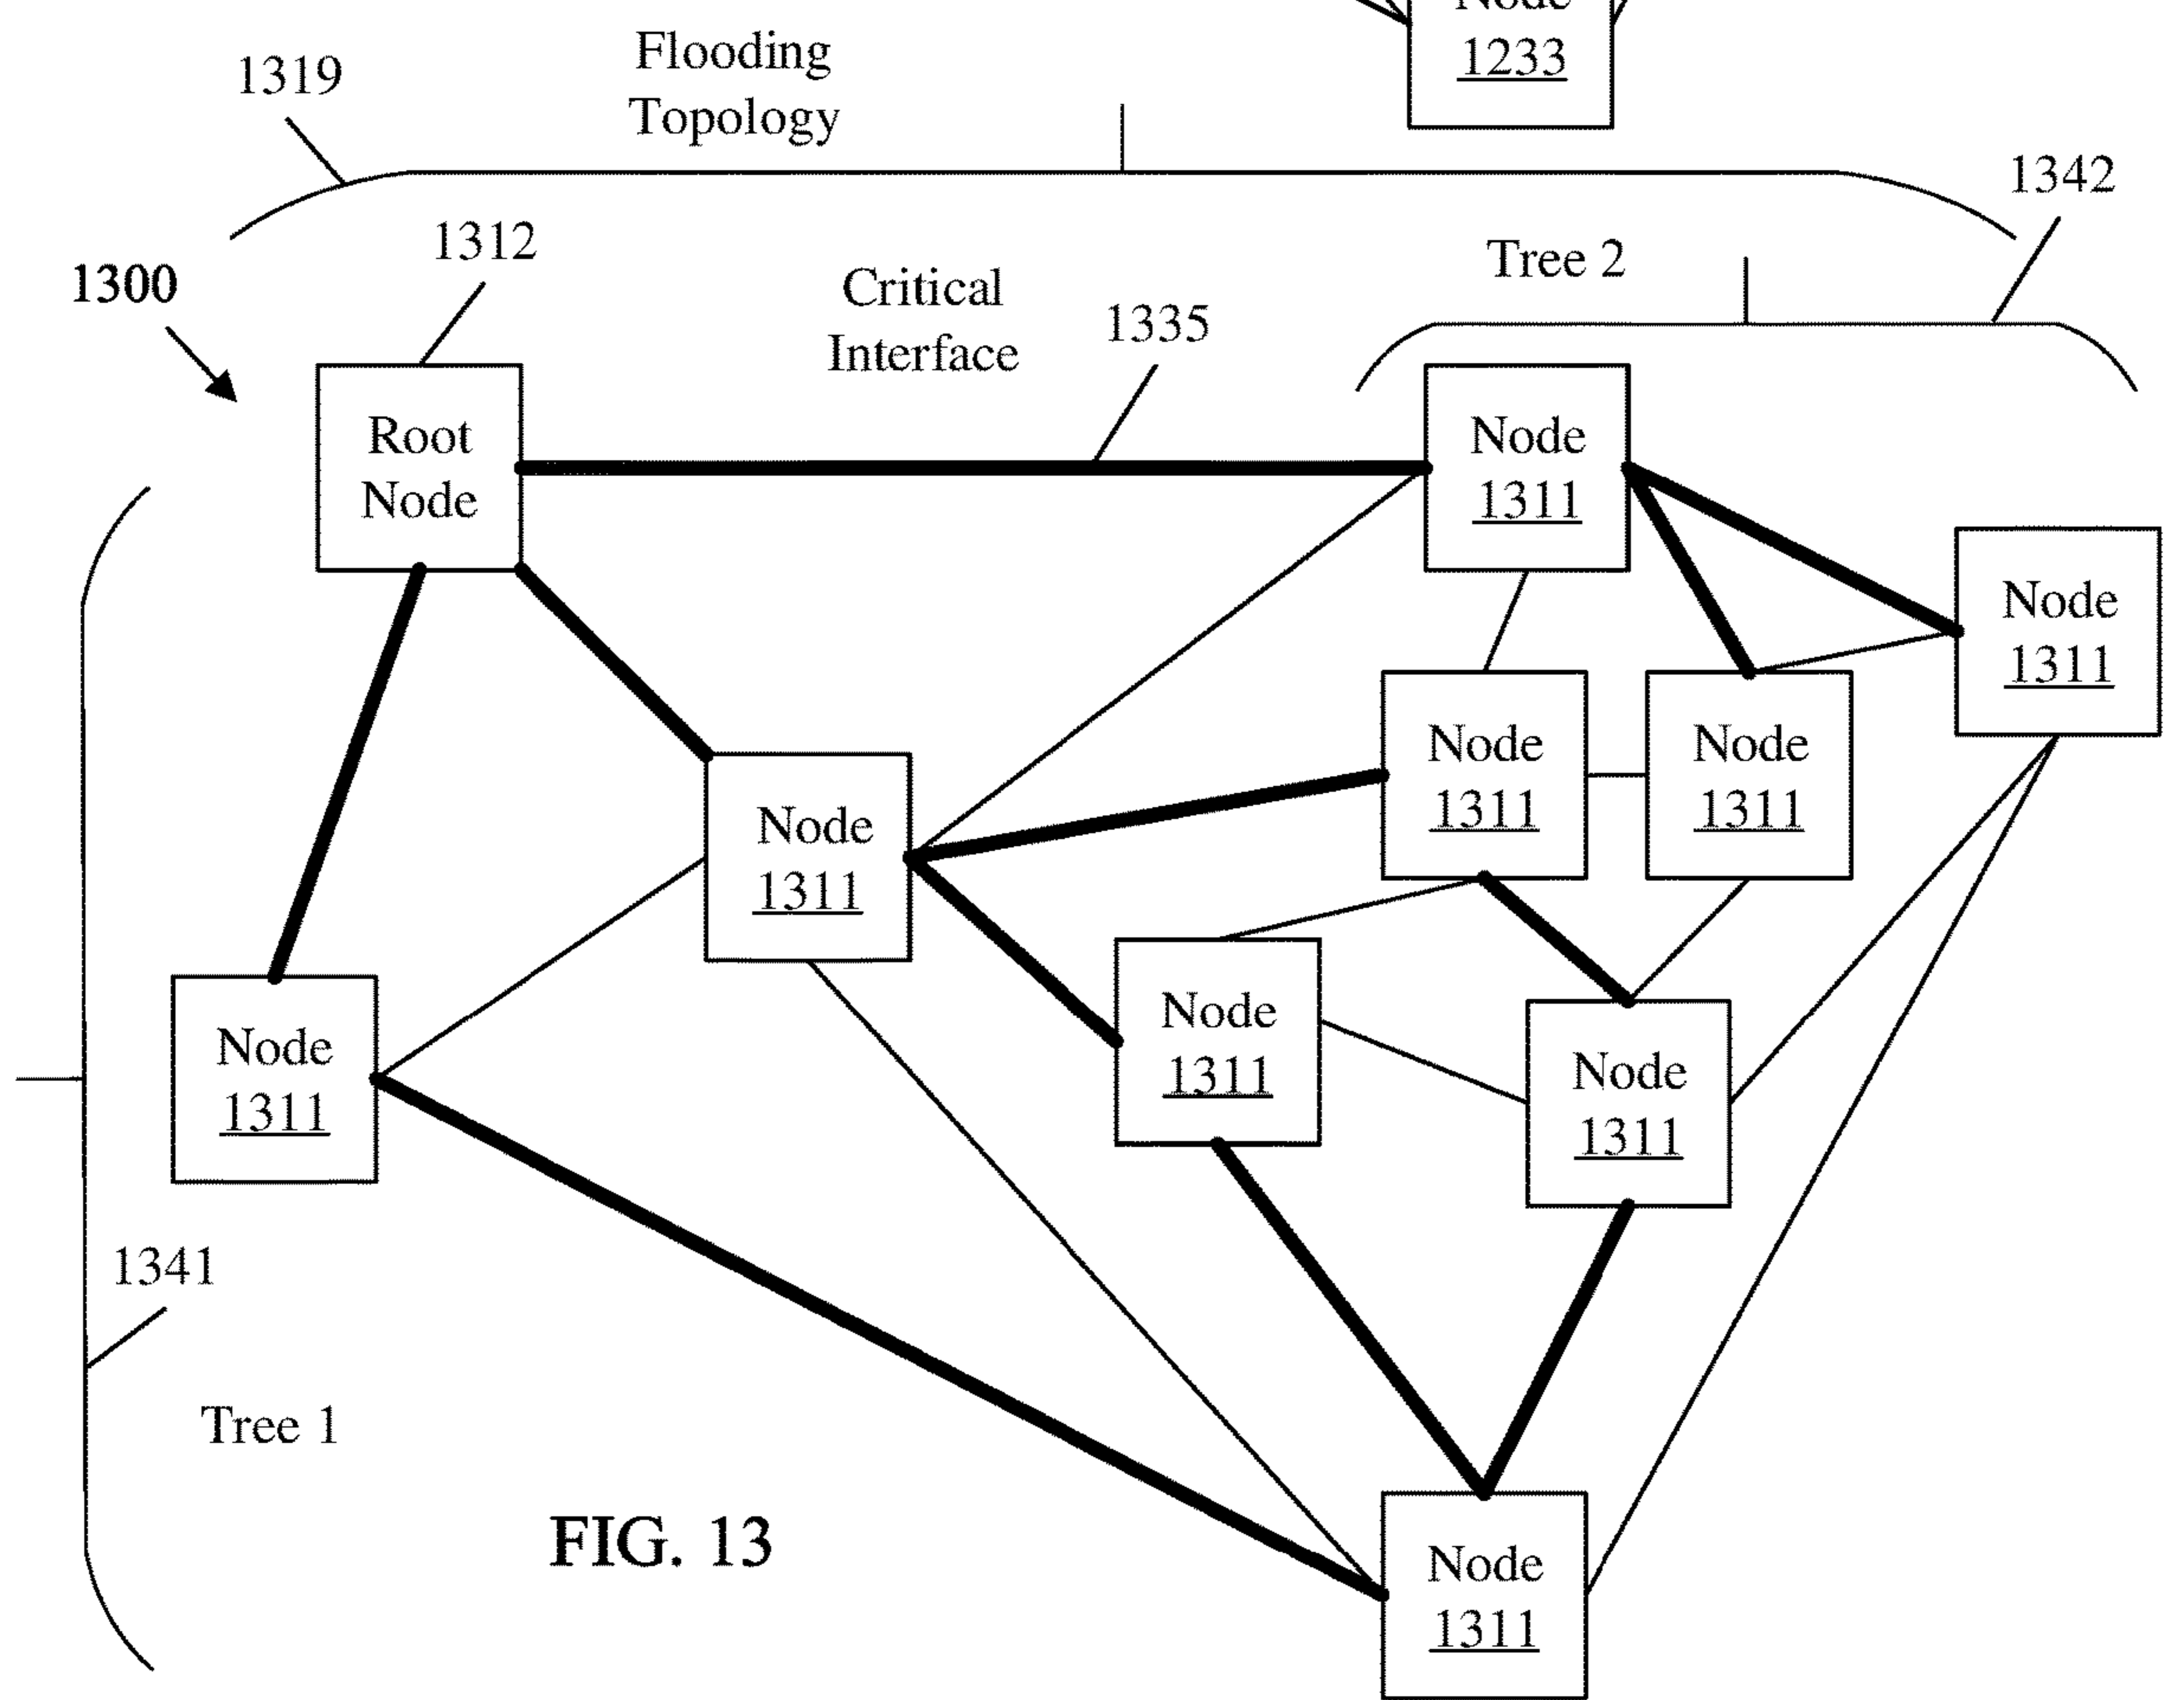 Node
1233
Flooding
Topology
1319
1342
1312
Tree 2
1300
Critical
Interface
1335
Root
Node
Node
1311
Node
1311
Node
1311
Node
1311
Node
1311
Node
1311
Node
1311
Node
1311
1341
Tree 1
FIG. 13
Node
1311